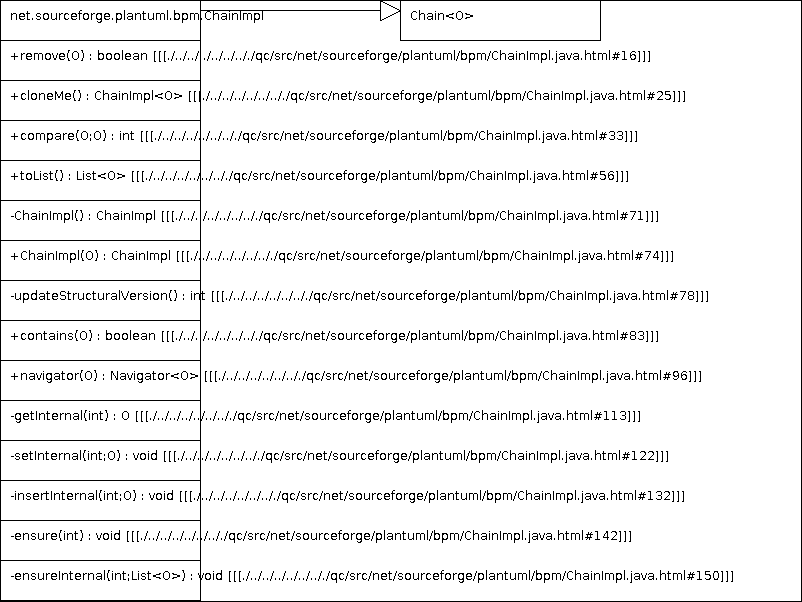 net.sourceforge.plantuml.bpm.ChainImpl
Chain<O>
+remove(O) : boolean [[[./../../../../../../../qc/src/net/sourceforge/plantuml/bpm/ChainImpl.java.html#16]]]
+cloneMe() : ChainImpl<O> [[[./../../../../../../../qc/src/net/sourceforge/plantuml/bpm/ChainImpl.java.html#25]]]
+compare(O;O) : int [[[./../../../../../../../qc/src/net/sourceforge/plantuml/bpm/ChainImpl.java.html#33]]]
+toList() : List<O> [[[./../../../../../../../qc/src/net/sourceforge/plantuml/bpm/ChainImpl.java.html#56]]]
-ChainImpl() : ChainImpl [[[./../../../../../../../qc/src/net/sourceforge/plantuml/bpm/ChainImpl.java.html#71]]]
+ChainImpl(O) : ChainImpl [[[./../../../../../../../qc/src/net/sourceforge/plantuml/bpm/ChainImpl.java.html#74]]]
-updateStructuralVersion() : int [[[./../../../../../../../qc/src/net/sourceforge/plantuml/bpm/ChainImpl.java.html#78]]]
+contains(O) : boolean [[[./../../../../../../../qc/src/net/sourceforge/plantuml/bpm/ChainImpl.java.html#83]]]
+navigator(O) : Navigator<O> [[[./../../../../../../../qc/src/net/sourceforge/plantuml/bpm/ChainImpl.java.html#96]]]
-getInternal(int) : O [[[./../../../../../../../qc/src/net/sourceforge/plantuml/bpm/ChainImpl.java.html#113]]]
-setInternal(int;O) : void [[[./../../../../../../../qc/src/net/sourceforge/plantuml/bpm/ChainImpl.java.html#122]]]
-insertInternal(int;O) : void [[[./../../../../../../../qc/src/net/sourceforge/plantuml/bpm/ChainImpl.java.html#132]]]
-ensure(int) : void [[[./../../../../../../../qc/src/net/sourceforge/plantuml/bpm/ChainImpl.java.html#142]]]
-ensureInternal(int;List<O>) : void [[[./../../../../../../../qc/src/net/sourceforge/plantuml/bpm/ChainImpl.java.html#150]]]